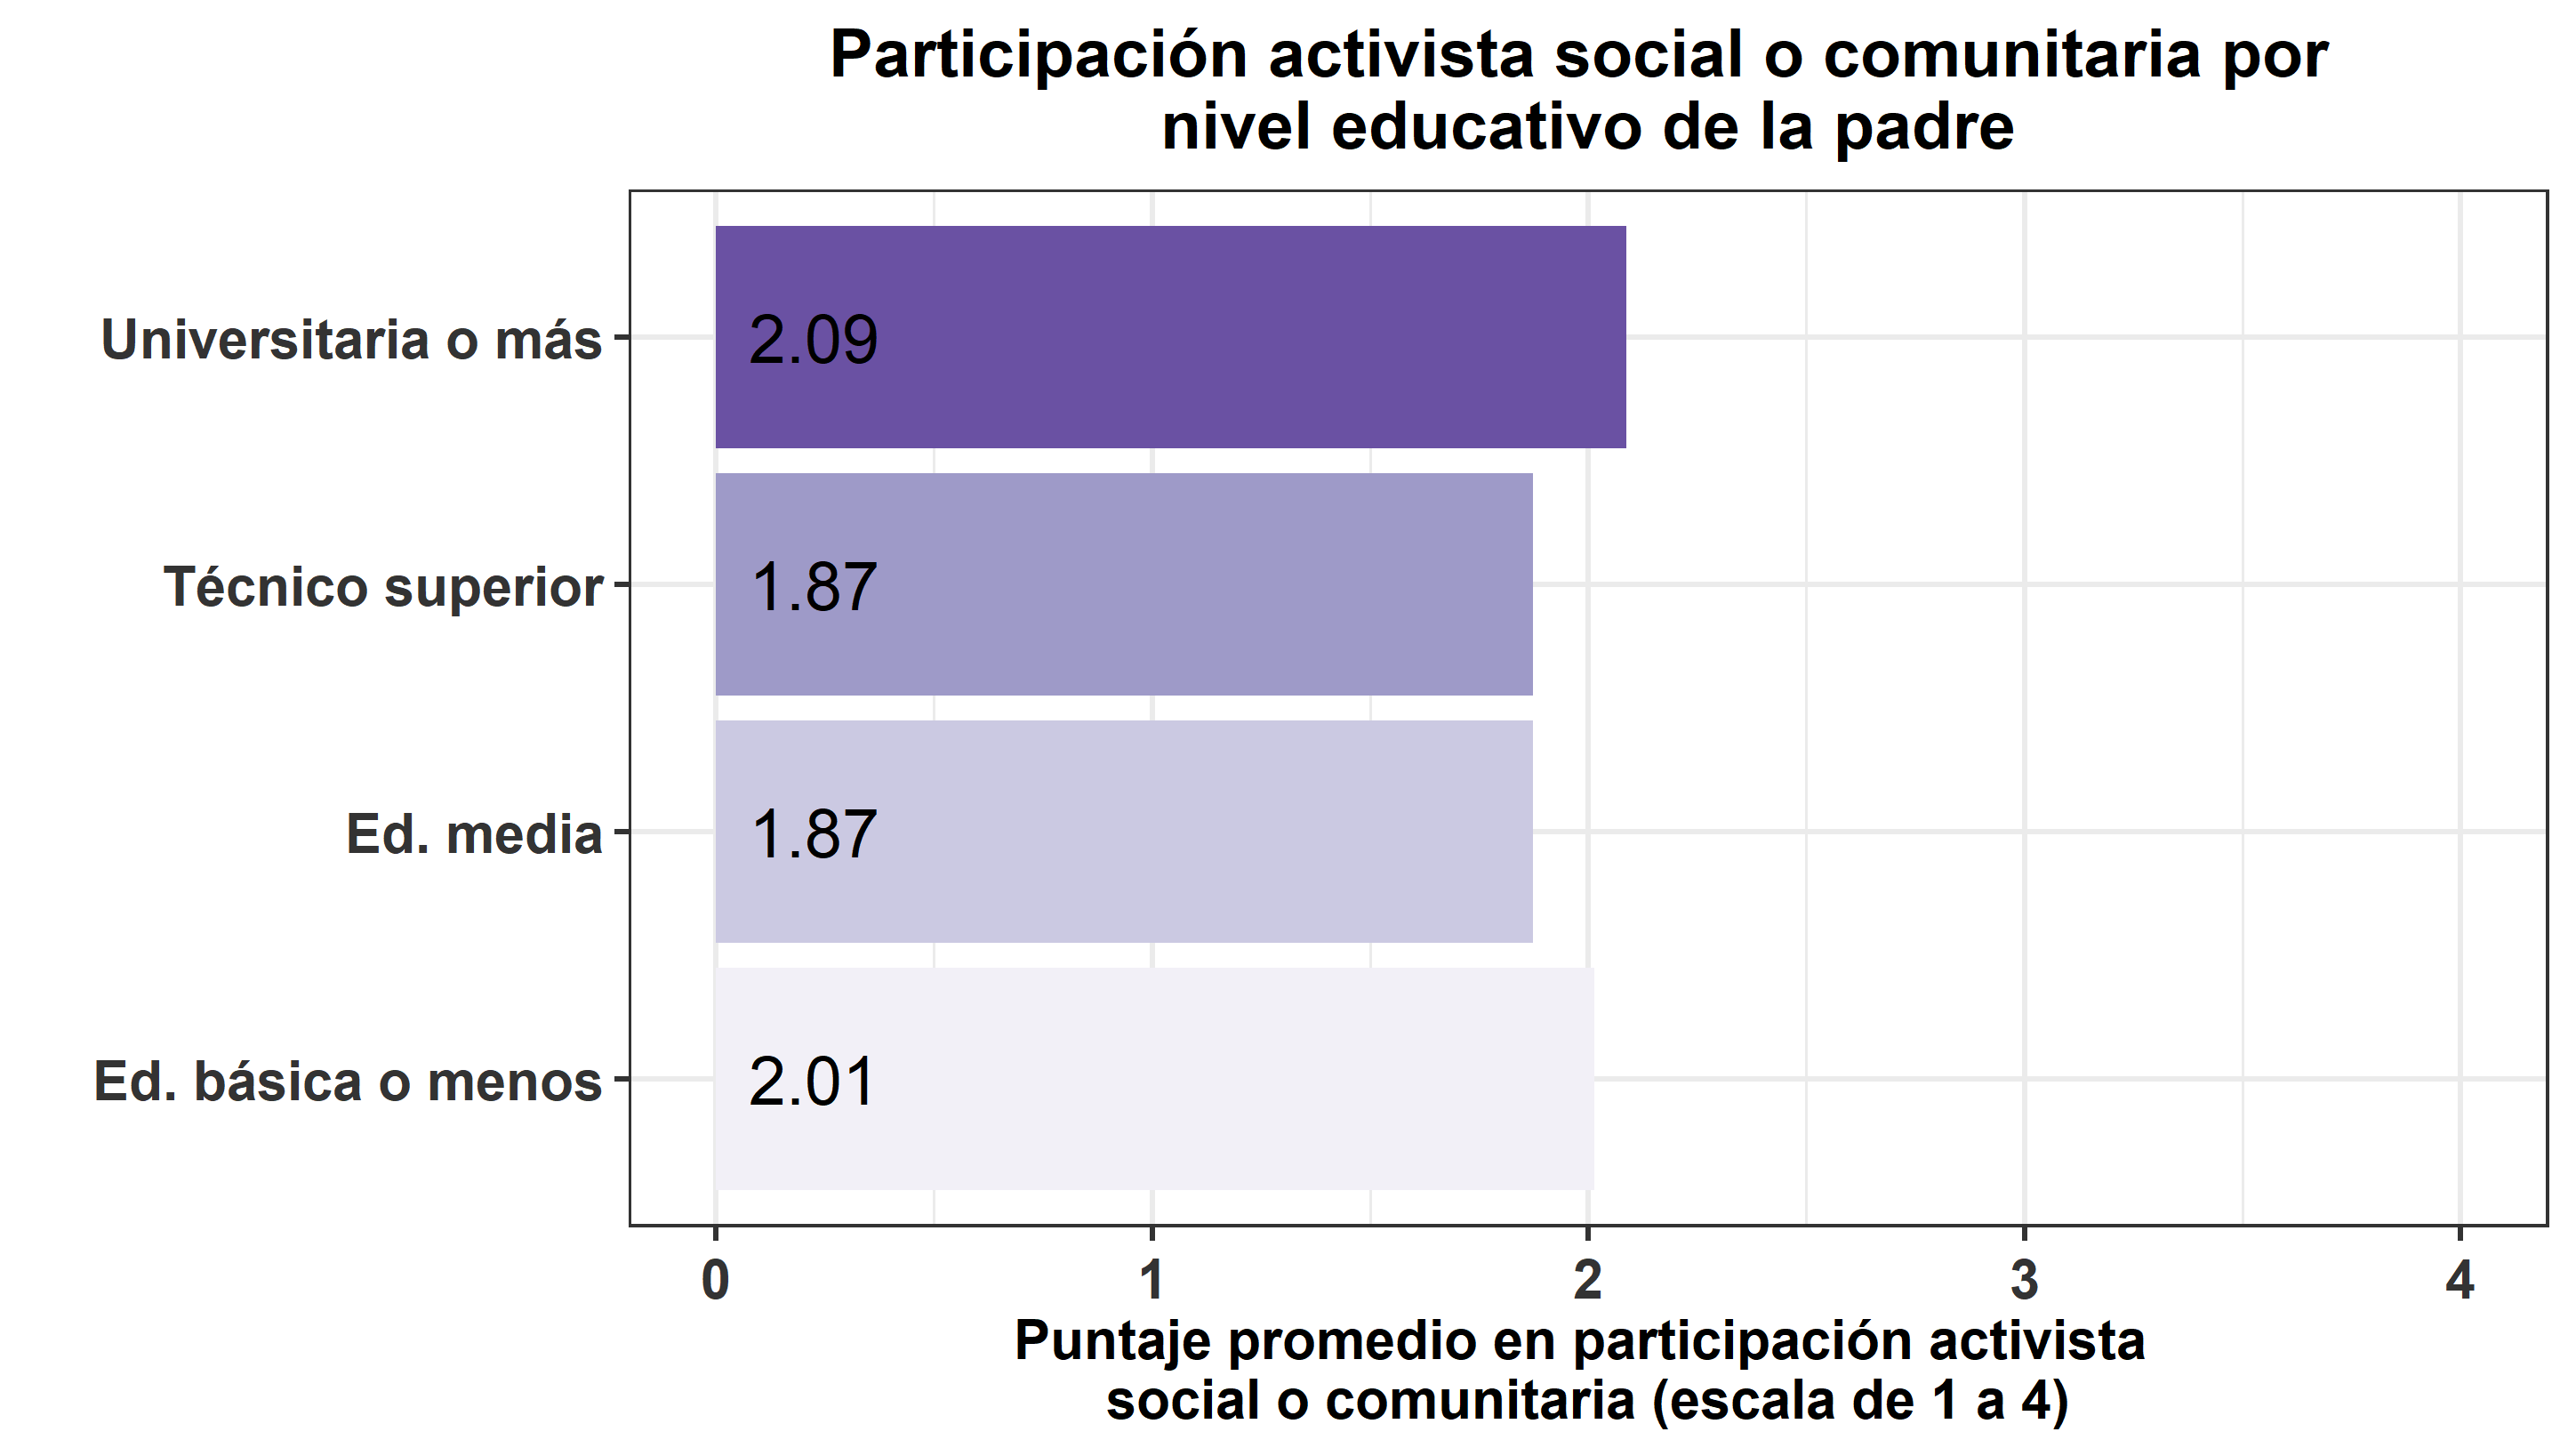 Participación activista social o comunitaria por
nivel educativo de la padre
Universitaria o más
2.09
Técnico superior
1.87
Ed. media
1.87
Ed. básica o menos
2.01
0 1 2 3 4
Puntaje promedio en participación activista
social o comunitaria (escala de 1 a 4)